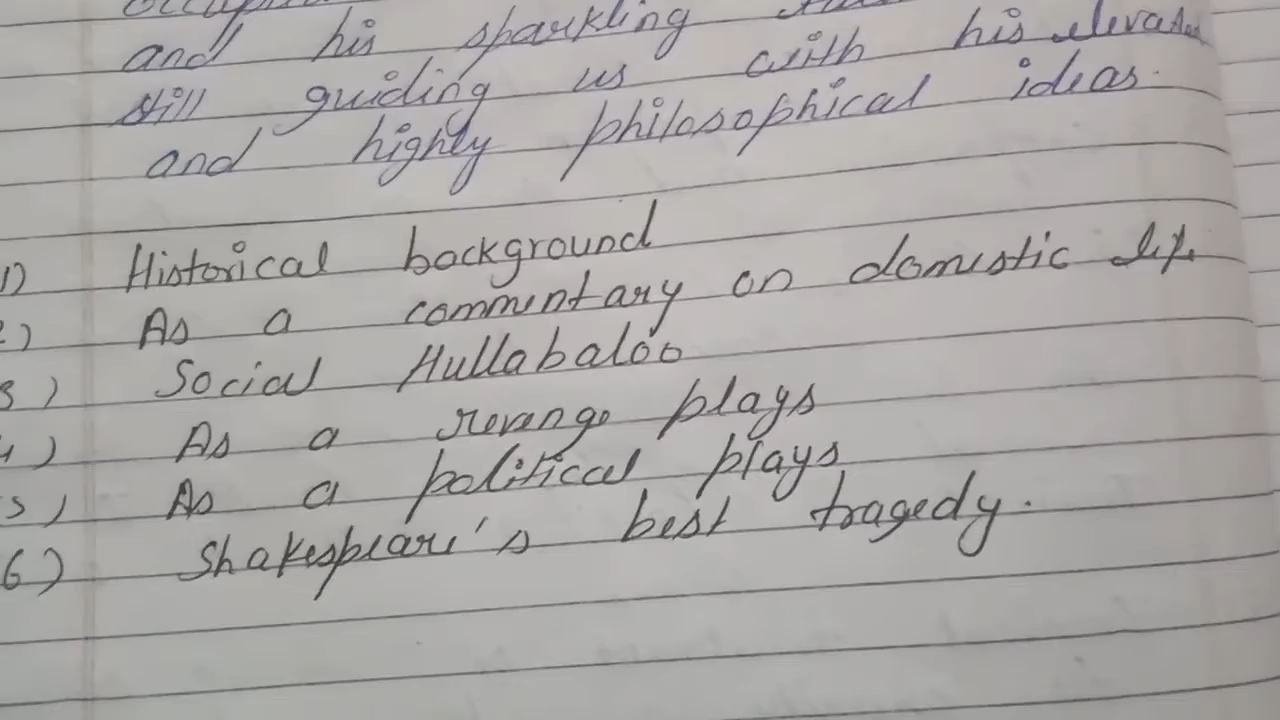 and his sparkling
still guiding us with his
and highly philosophical ideas.
1) Historical background
2) As a commentary on domestic life
3) Social Hullabaloo
4) As a revenge plays
5) As a political plays
6) Shakespeare's best tragedy.